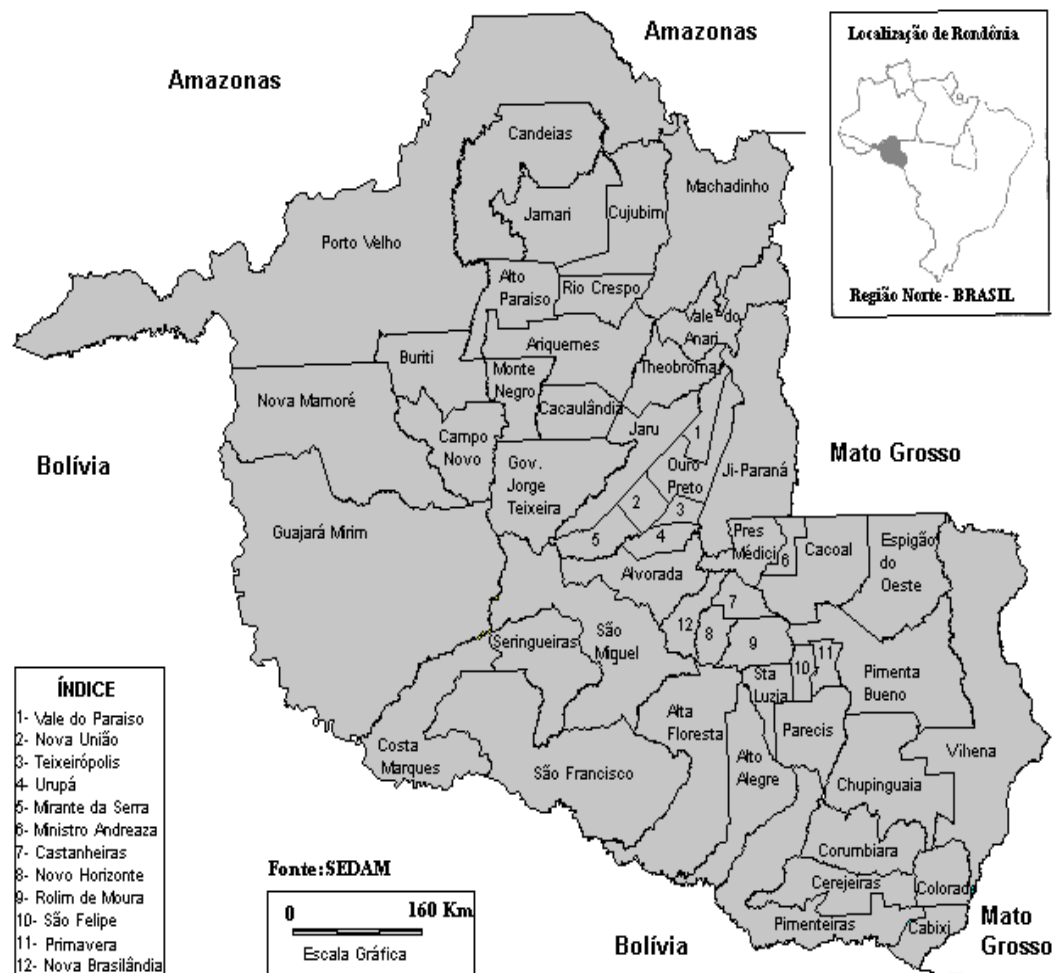 Amazonas
Amazonas
Localização de Rondônia
Região Norte - BRASIL
Candeias
Jamari
Cujubim
Machadinho
Porto Velho
Alto
Paraiso
Rio Crespo
Vale do
Anari
Ariquemes
Buriti
Monte
Negro
Theobroma
Nova Mamoré
Cacaulândia
Campo
Novo
Jaru
1
Bolívia
Mato Grosso
Gov.
Jorge
Teixeira
Ouro
Preto
Ji-Paraná
2
3
Guajará Mirim
5
4
Pres
Médici
6
Cacoal
Espigão
do
Oeste
Alvorada
7
12
8
9
Seringueiras
São
Miguel
10
11
Sta
Luzia
Pimenta
Bueno
Alta
Floresta
Parecis
Costa
Marques
Alto
Alegre
Vihena
São Francisco
Chupinguaia
Corumbiara
Cerejeiras
Colorado
Pimenteiras
Cabixi
Bolívia
Mato
Grosso
ÍNDICE
1- Vale do Paraiso
2- Nova União
3- Teixeirópolis
4- Urupá
5- Mirante da Serra
6- Ministro Andreaza
7- Castanheiras
8- Novo Horizonte
9- Rolim de Moura
10- São Felipe
11- Primavera
12- Nova Brasilândia
Fonte:SEDAM
0 160 Km
Escala Gráfica